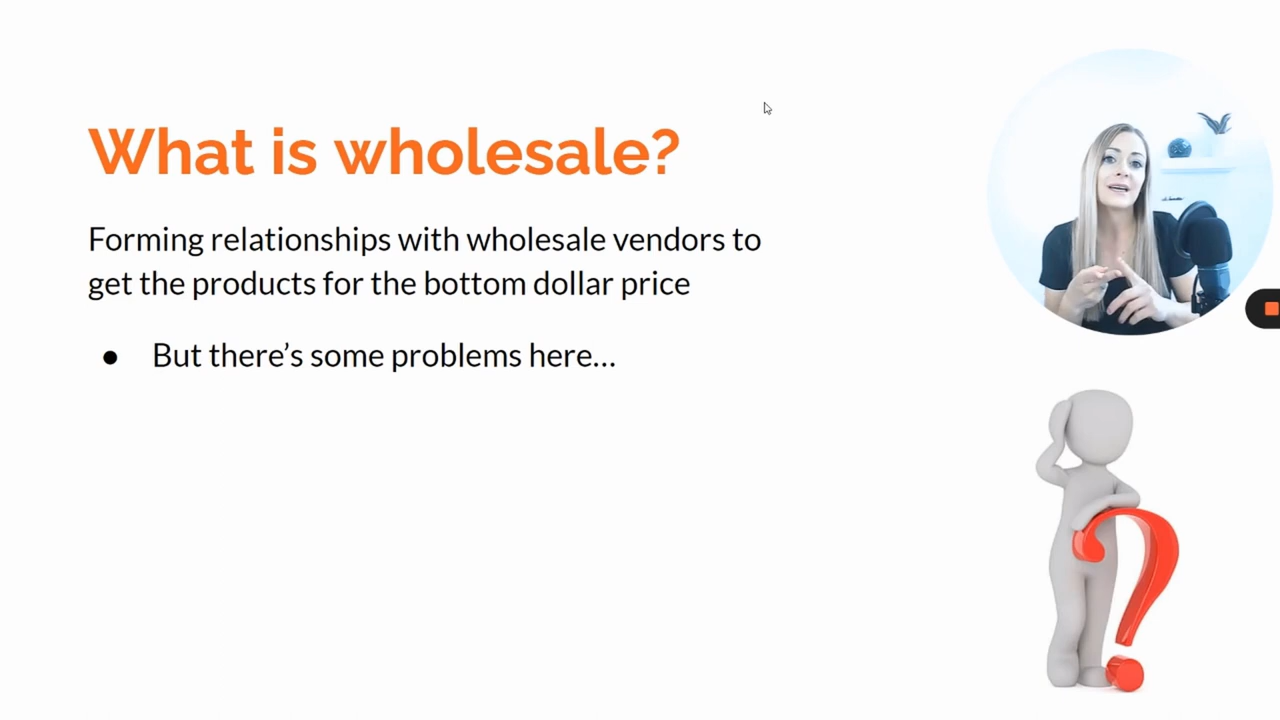 What is wholesale?
Forming relationships with wholesale vendors to
get the products for the bottom dollar price
● But there’s some problems here...